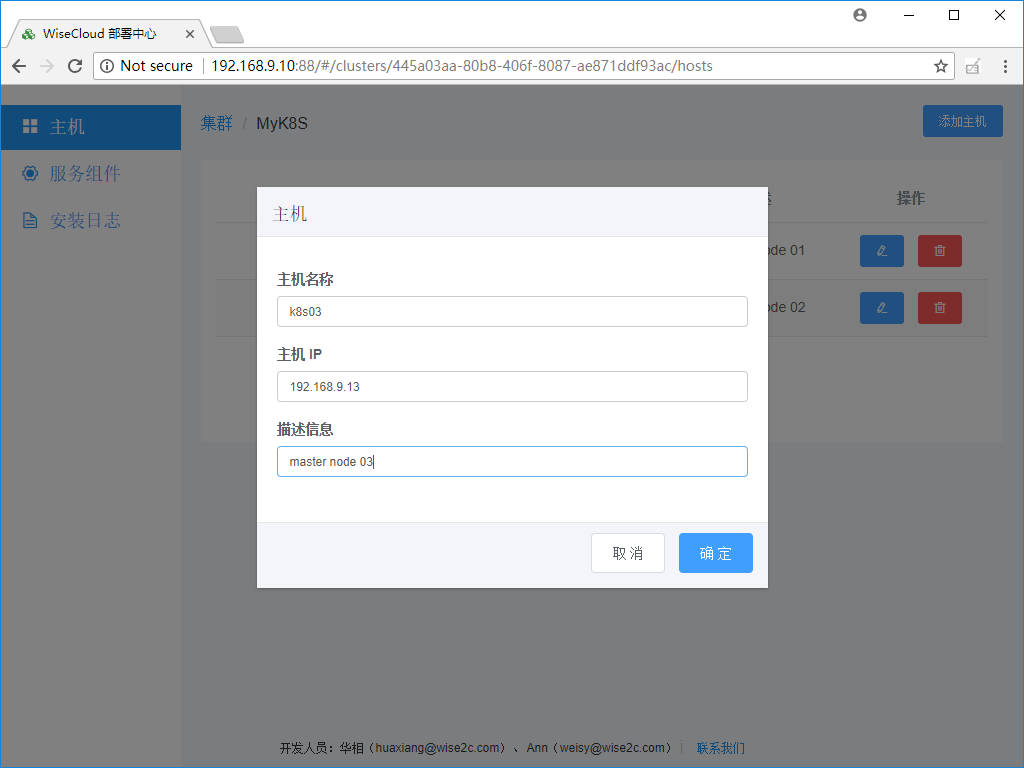 WiseCloud 部署中心
Not secure 192.168.9.10:88/#/clusters/445a03aa-80b8-406f-8087-ae871ddf93ac/hosts
主机
服务组件
安装日志
集群 / MyK8S
添加主机
操作
ode 01
ode 02
主机
主机名称
k8s03
主机 IP
192.168.9.13
描述信息
master node 03
取消
确定
开发人员：华相（huaxiang@wise2c.com）、Ann（weisy@wise2c.com） 联系我们